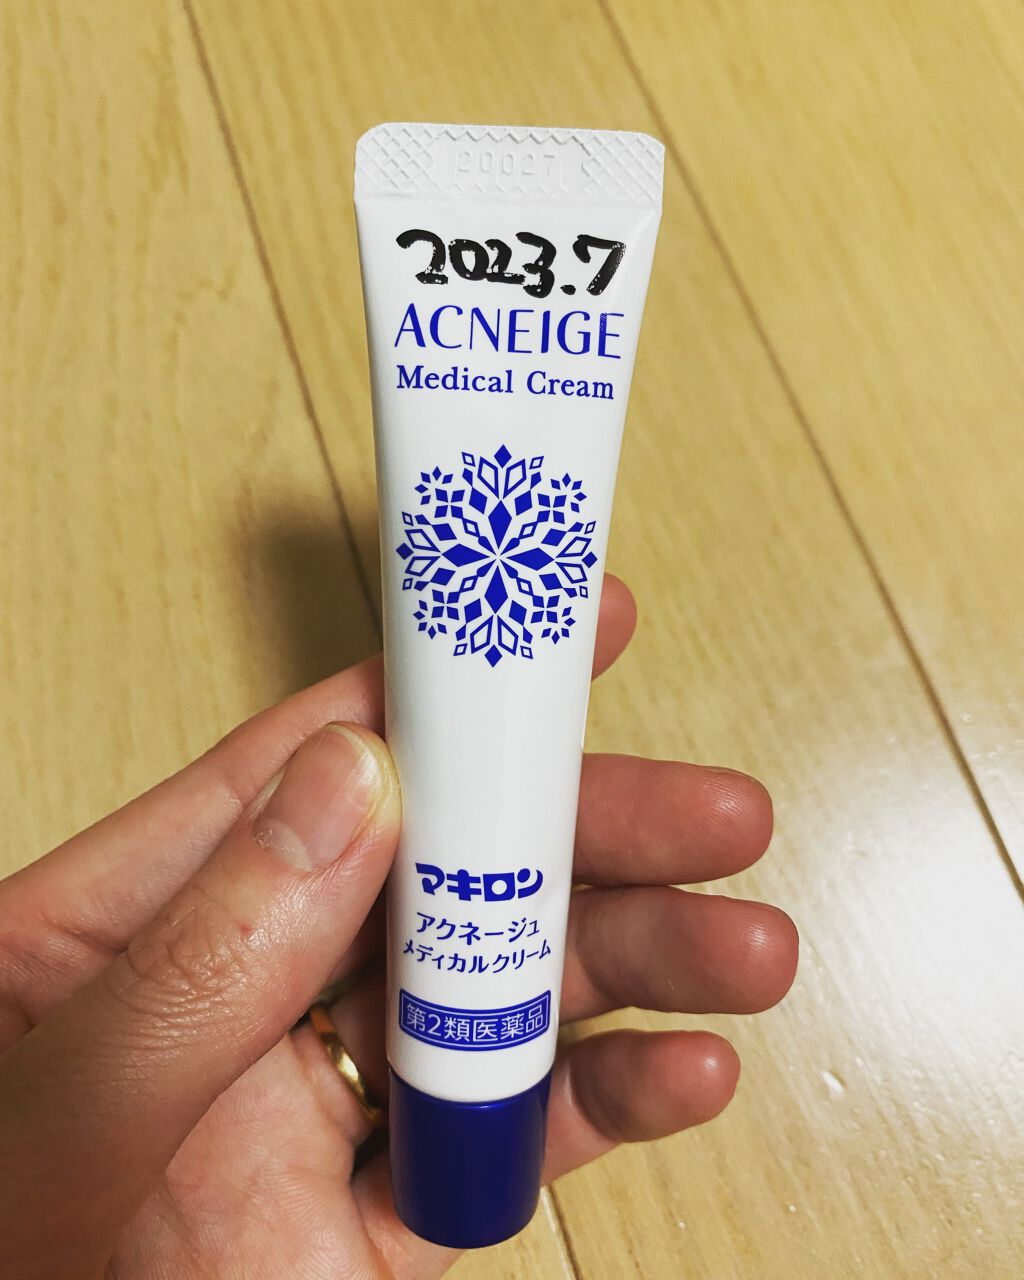 20027
2023.7
ACNEIGE
Medical Cream
マキロン
アクネージュ
メディカルクリーム
第2類医薬品